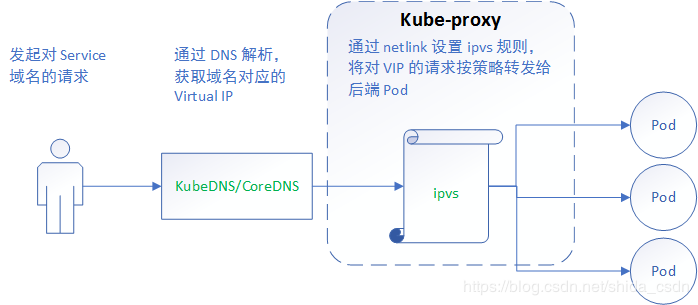 Kube-proxy
发起对 Service
域名的请求
通过 DNS 解析,
获取域名对应的
Virtual IP
通过 netlink 设置 ipvs 规则,
将对 VIP 的请求按策略转发给
后端 Pod
KubeDNS/CoreDNS
ipvs
Pod
Pod
Pod
https://blog.csdn.net/shida_csdn